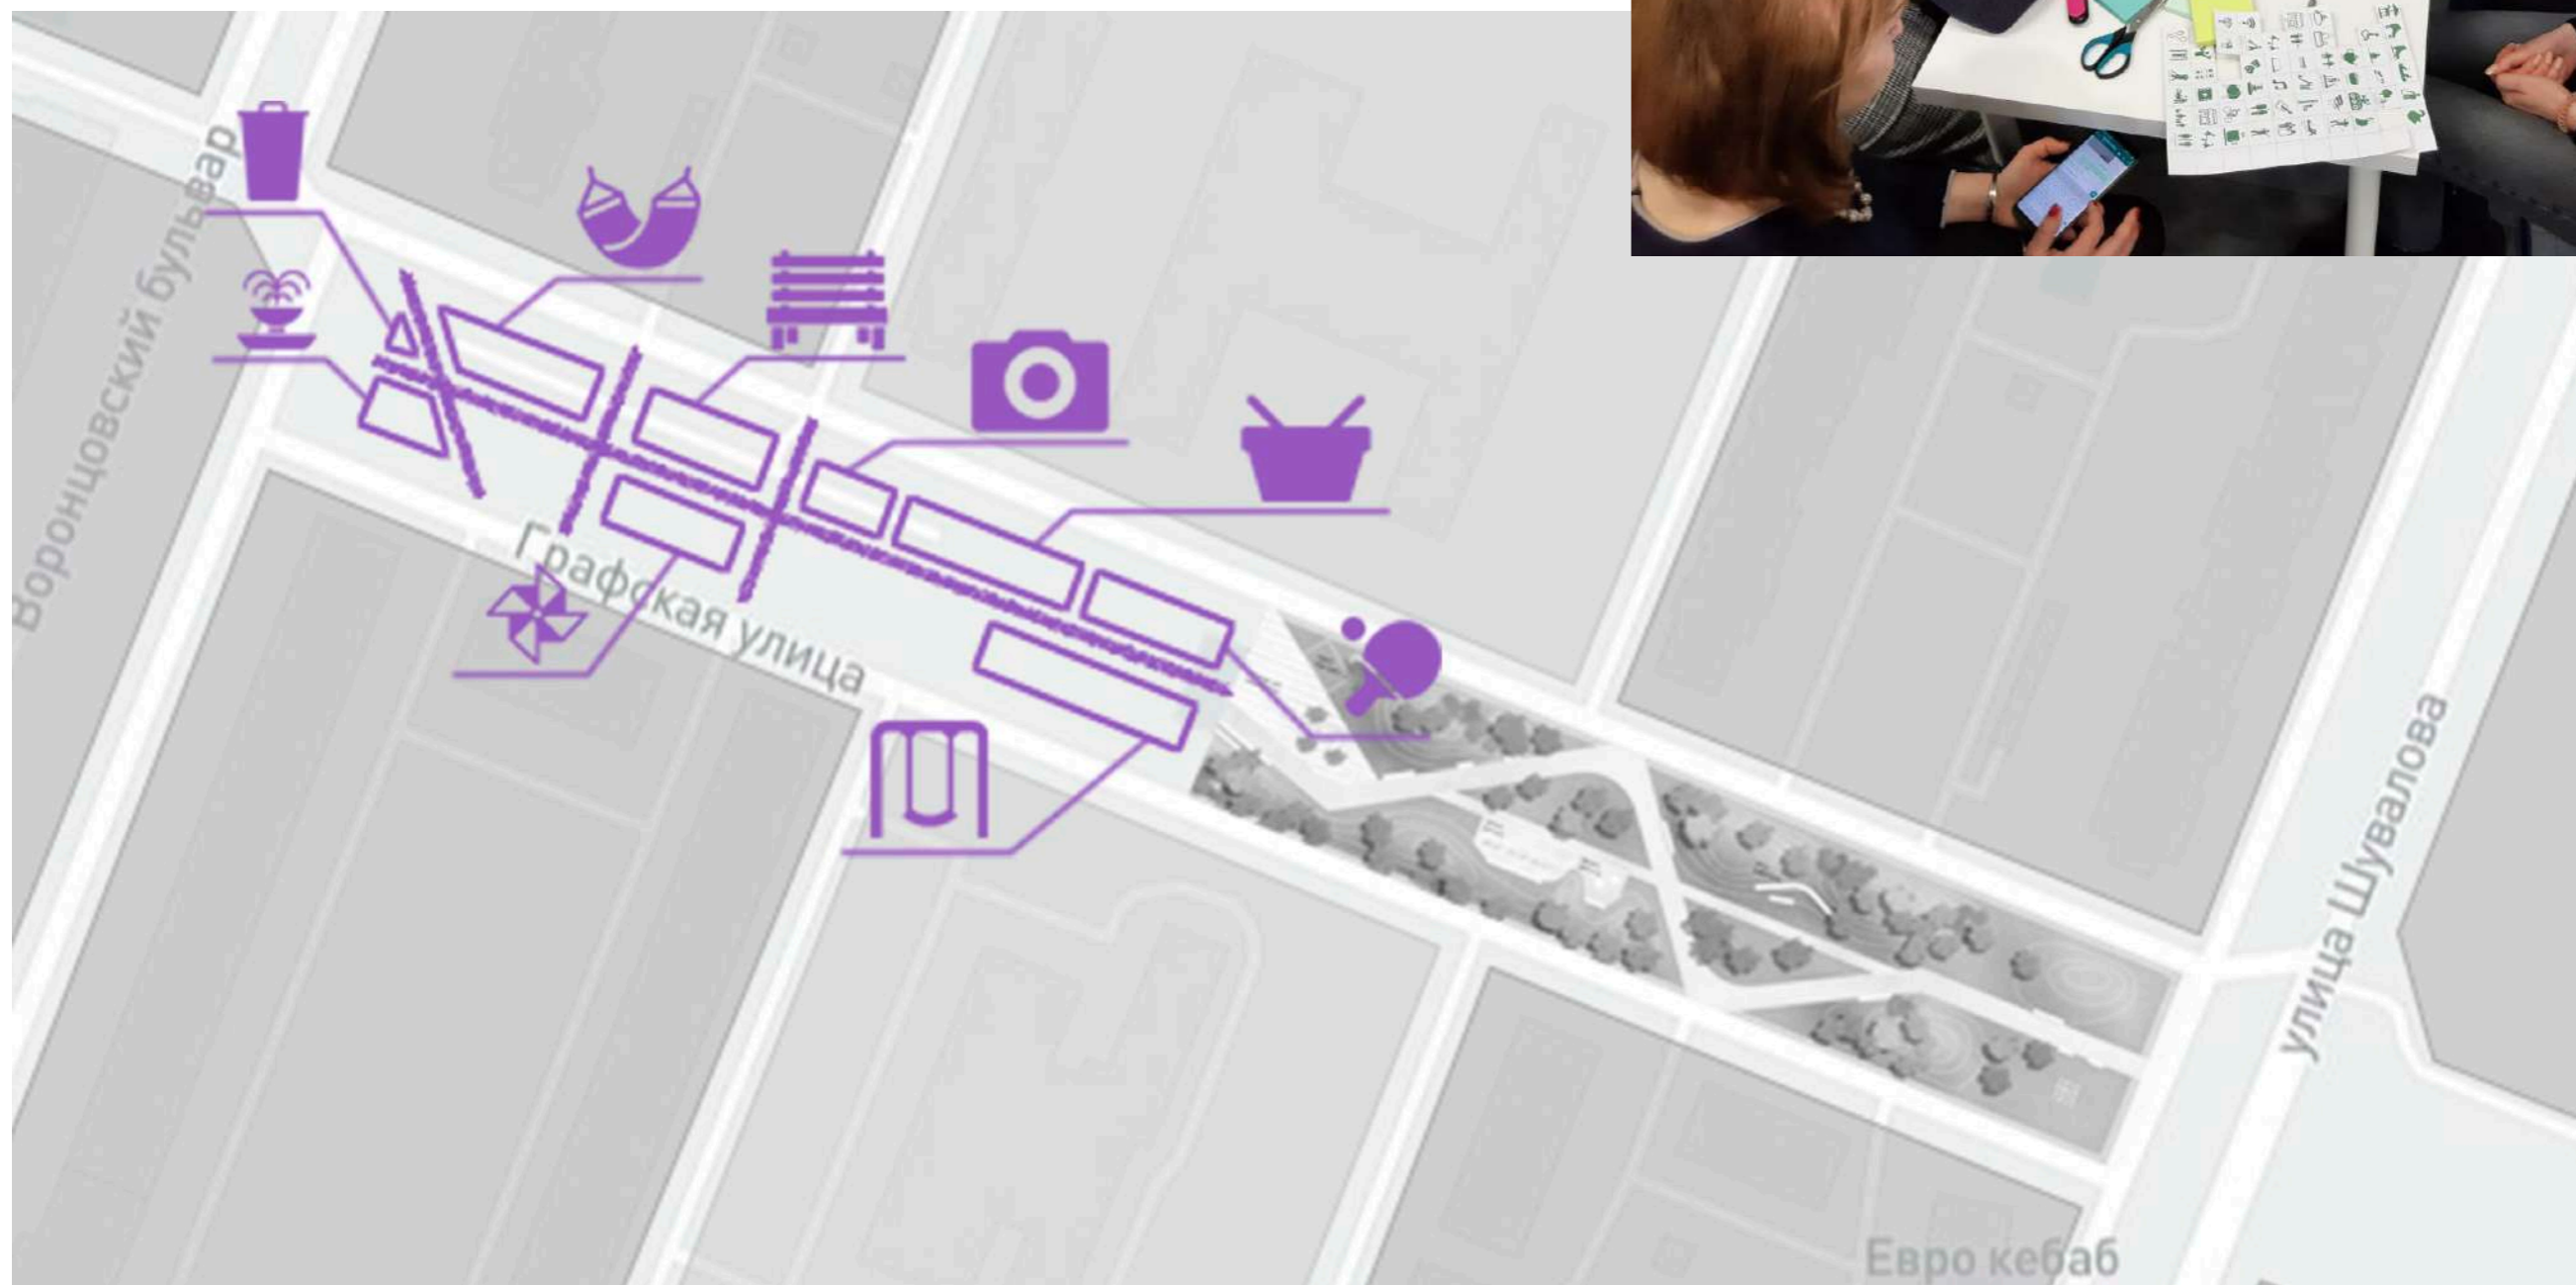 Воронцовский бульвар
Графская улица
улица Шувалова
Евро кебаб